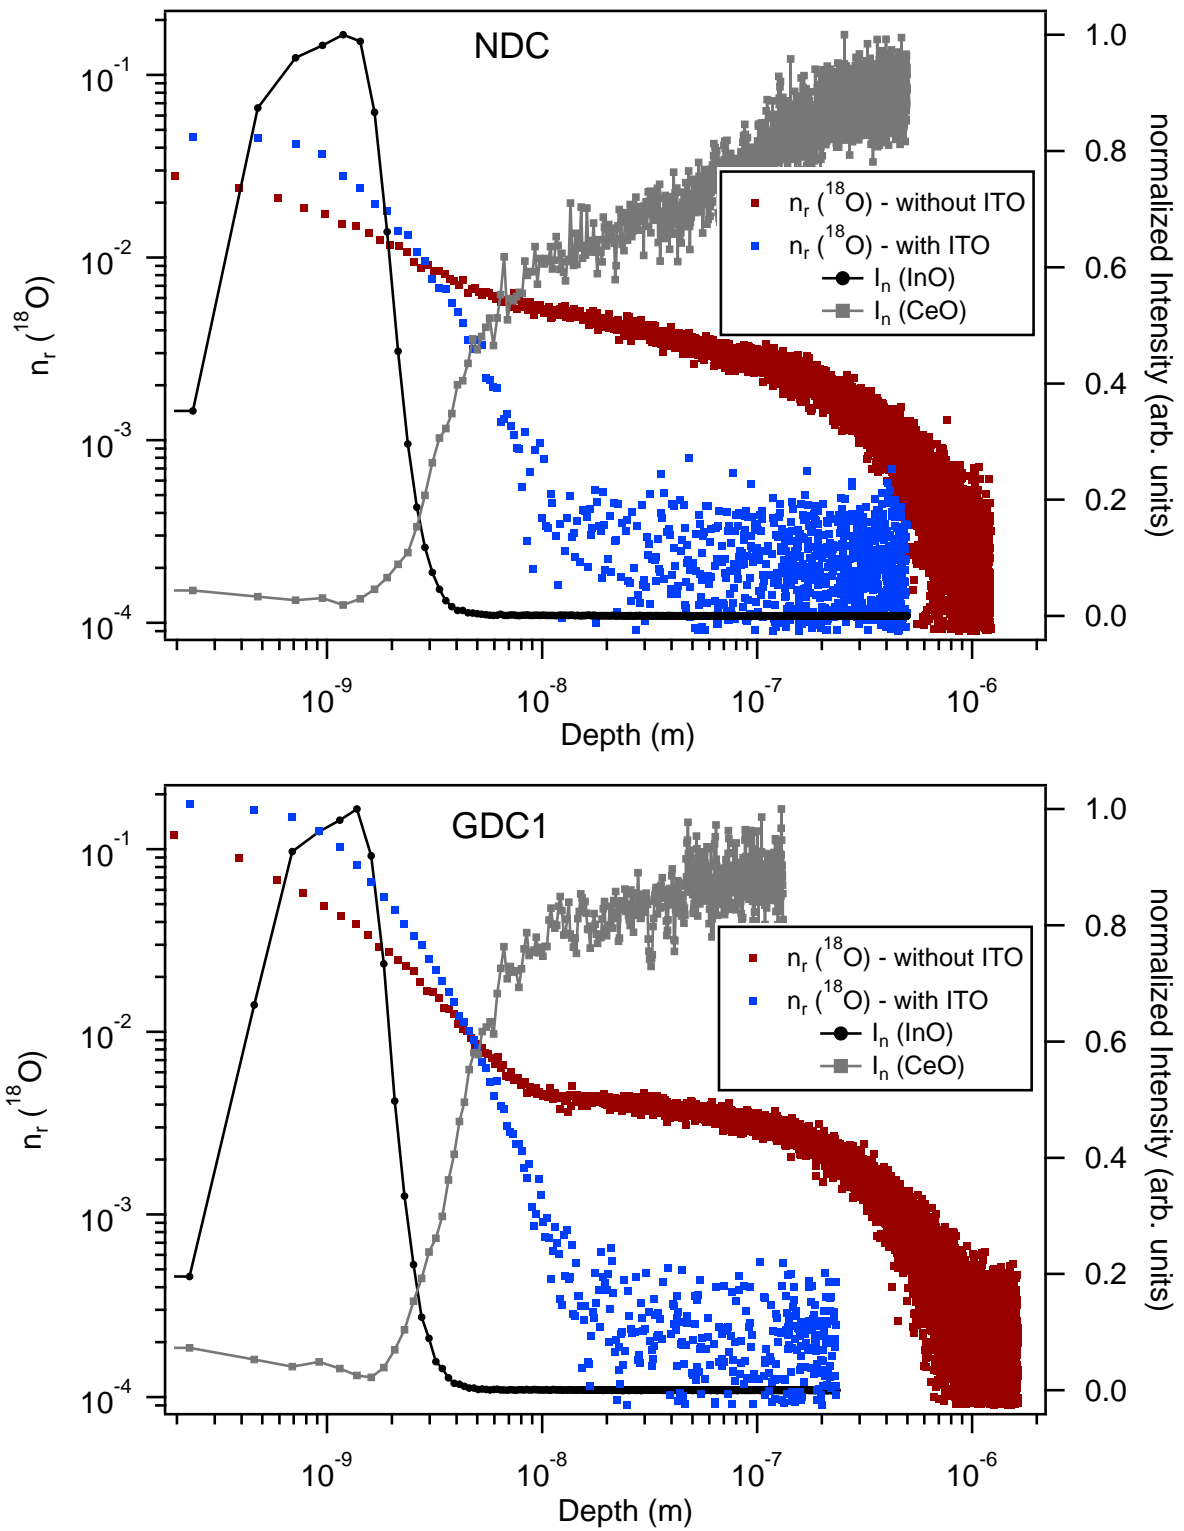 NDC
n_r (^18O)
10^-1
10^-2
10^-3
10^-4
1.0
0.8
0.6
0.4
0.2
0.0
normalized Intensity (arb. units)
n_r (^18O) - without ITO
n_r (^18O) - with ITO
I_n (InO)
I_n (CeO)
10^-9 10^-8 10^-7 10^-6
Depth (m)
GDC1
n_r (^18O)
10^-1
10^-2
10^-3
10^-4
1.0
0.8
0.6
0.4
0.2
0.0
normalized Intensity (arb. units)
n_r (^18O) - without ITO
n_r (^18O) - with ITO
I_n (InO)
I_n (CeO)
10^-9 10^-8 10^-7 10^-6
Depth (m)